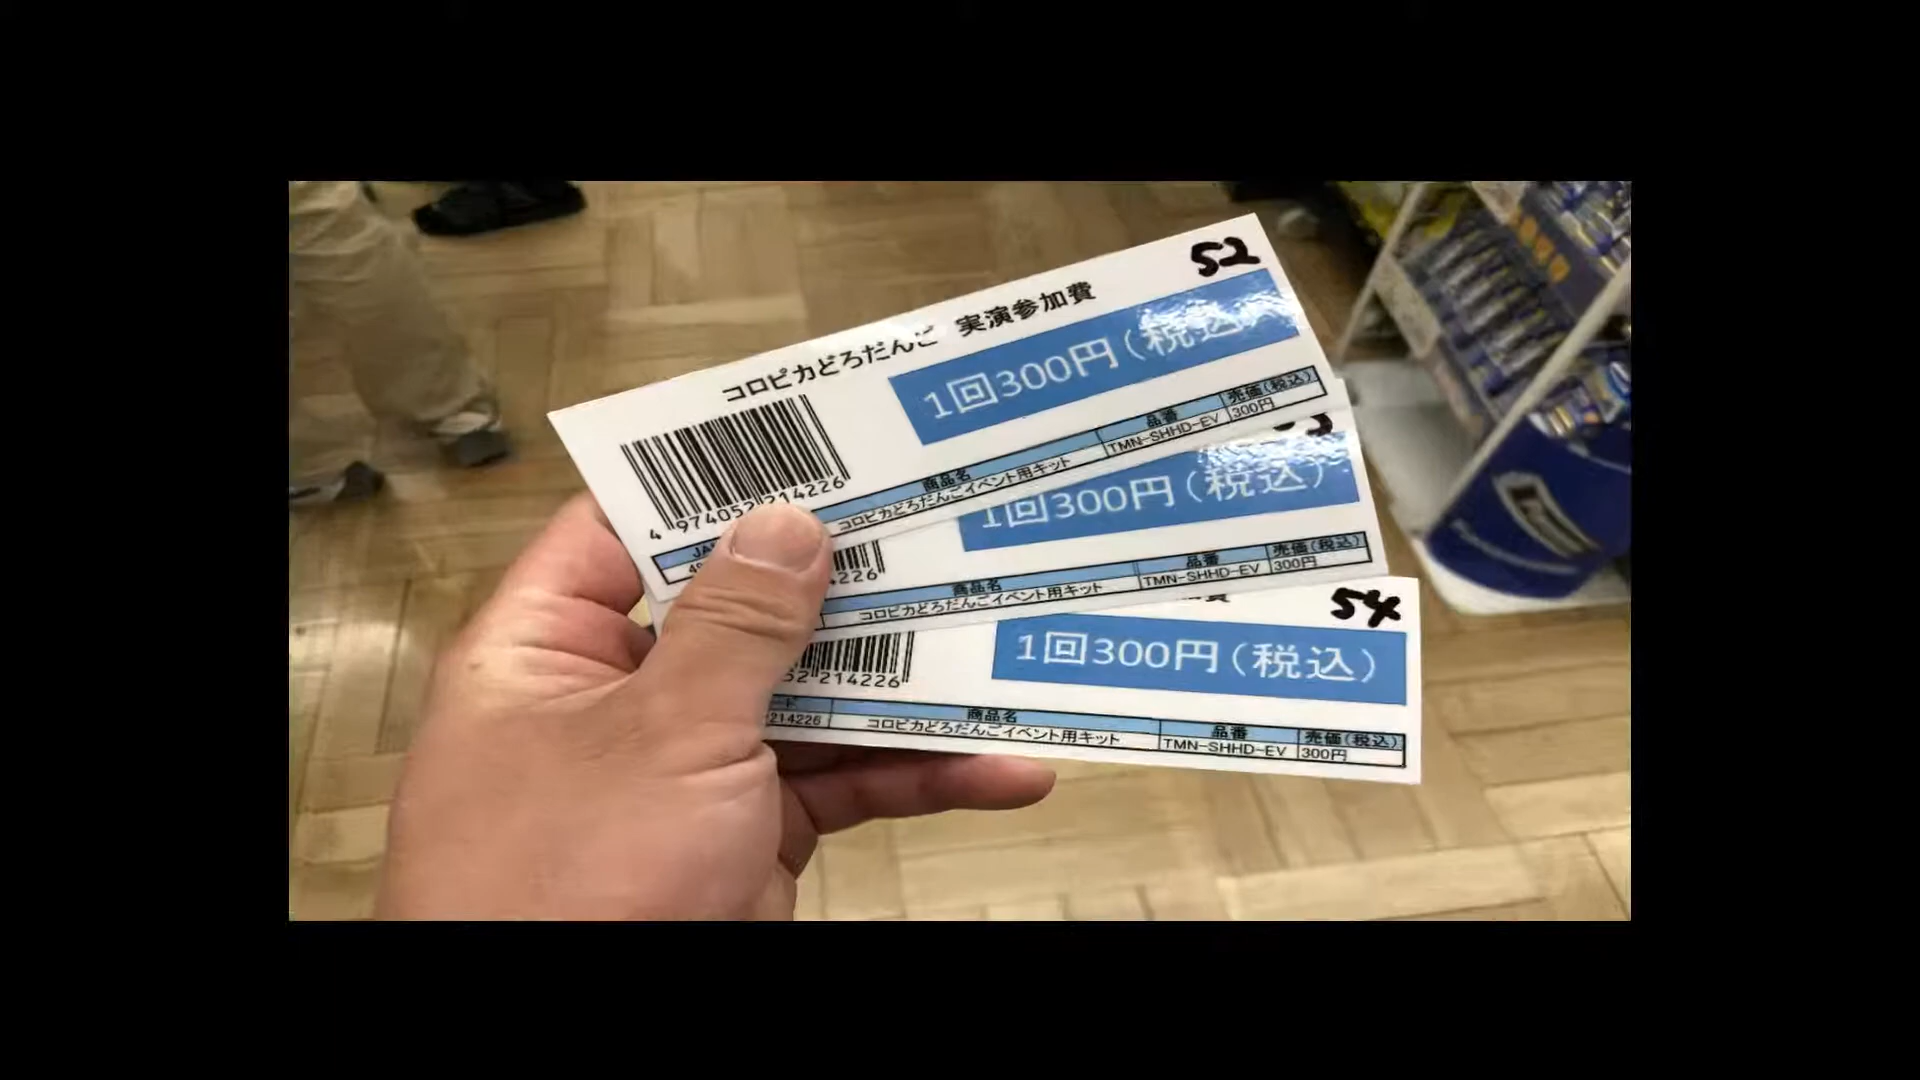 52
コロピカどろだんご 実演参加費
1回300円(税込)
4 974052 214226
商品名 品番 売価(税込)
コロピカどろだんごイベント用キット TMN-SHHD-EV 300円
1回300円(税込)
4226
商品名 品番 売価(税込)
コロピカどろだんごイベント用キット TMN-SHHD-EV 300円
54
1回300円(税込)
52 214226
商品名 品番 売価(税込)
214226 コロピカどろだんごイベント用キット TMN-SHHD-EV 300円